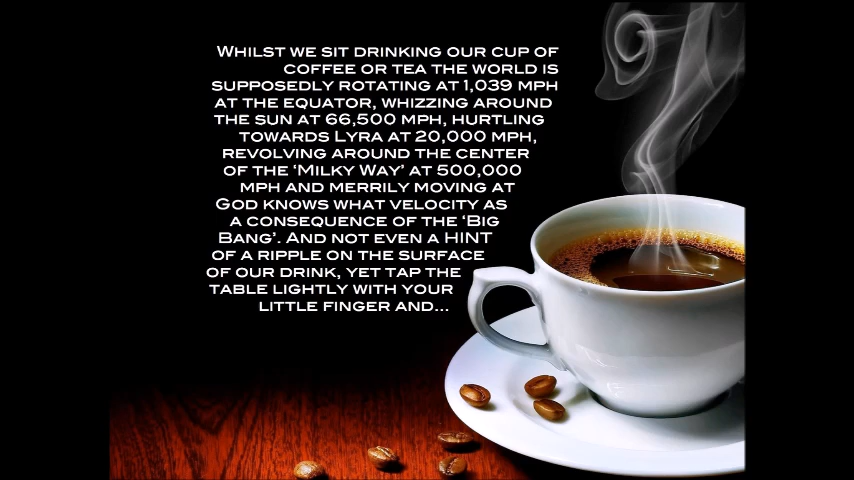 Whilst we sit drinking our cup of
coffee or tea the world is
supposedly rotating at 1,039 mph
at the equator, whizzing around
the sun at 66,500 mph, hurtling
towards Lyra at 20,000 mph,
revolving around the center
of the ‘Milky Way’ at 500,000
mph and merrily moving at
God knows what velocity as
a consequence of the ‘Big
Bang’. And not even a HINT
of a ripple on the surface
of our drink, yet tap the
table lightly with your
little finger and...